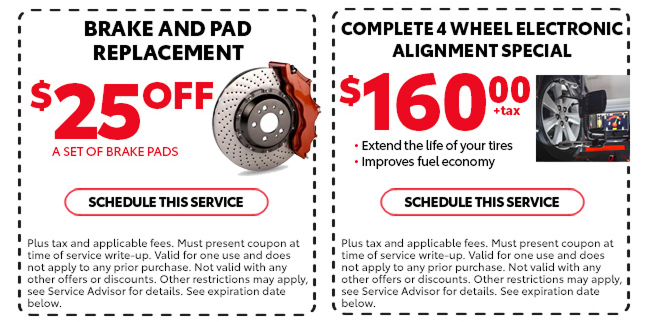 BRAKE AND PAD
REPLACEMENT
$25 OFF
A SET OF BRAKE PADS
SCHEDULE THIS SERVICE
Plus tax and applicable fees. Must present coupon at
time of service write-up. Valid for one use and does
not apply to any prior purchase. Not valid with any
other offers or discounts. Other restrictions may apply,
see Service Advisor for details. See expiration date
below.
COMPLETE 4 WHEEL ELECTRONIC
ALIGNMENT SPECIAL
$16000
+tax
• Extend the life of your tires
• Improves fuel economy
SCHEDULE THIS SERVICE
Plus tax and applicable fees. Must present coupon at
time of service write-up. Valid for one use and does
not apply to any prior purchase. Not valid with any
other offers or discounts. Other restrictions may apply,
see Service Advisor for details. See expiration date
below.